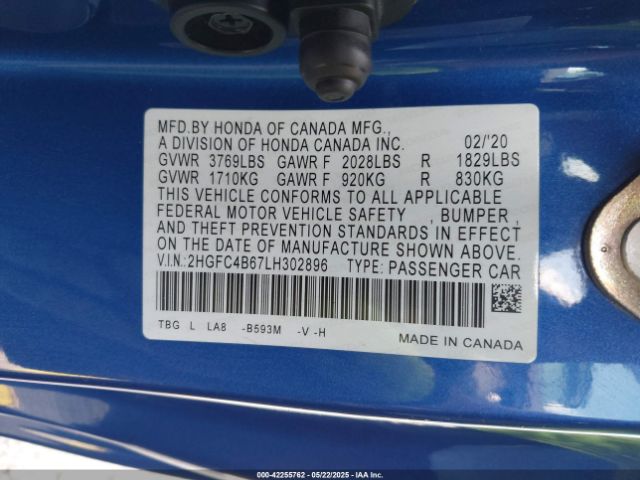 MFD.BY HONDA OF CANADA MFG.,
A DIVISION OF HONDA CANADA INC. 02/'20
GVWR 3769LBS GAWR F 2028LBS R 1829LBS
GVWR 1710KG GAWR F 920KG R 830KG
THIS VEHICLE CONFORMS TO ALL APPLICABLE
FEDERAL MOTOR VEHICLE SAFETY , BUMPER ,
AND THEFT PREVENTION STANDARDS IN EFFECT
ON THE DATE OF MANUFACTURE SHOWN ABOVE.
V.I.N.:2HGFC4B67LH302896 TYPE: PASSENGER CAR
TBG L LA8 -B593M -V -H
MADE IN CANADA
000-42255762 - 05/22/2025 - IAA Inc.